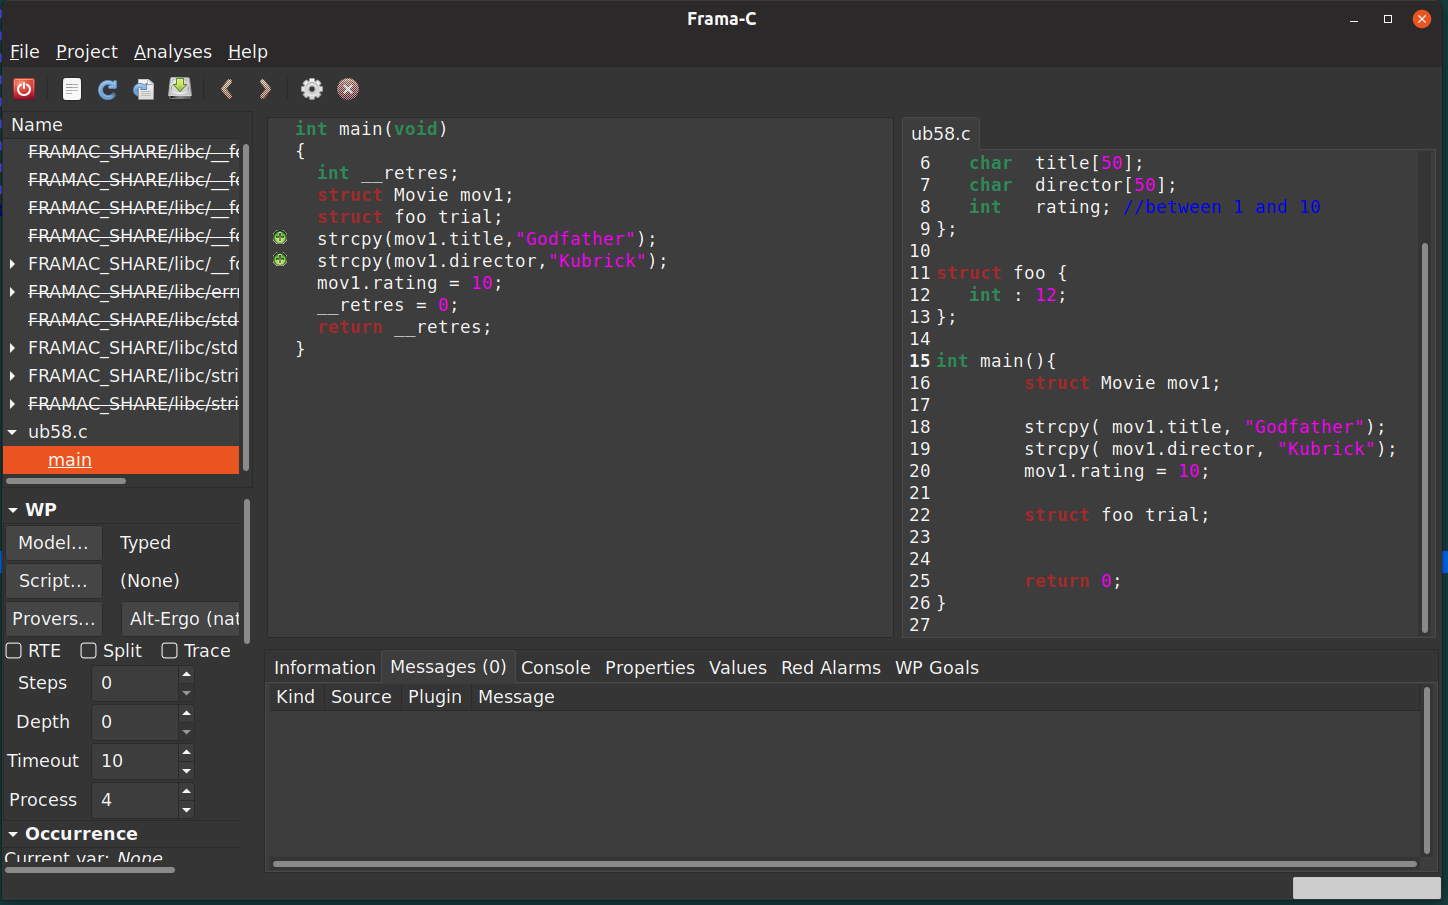 Frama-C
File Project Analyses Help
Name
FRAMAC_SHARE/libc/__fc
FRAMAC_SHARE/libc/__fc
FRAMAC_SHARE/libc/__fc
FRAMAC_SHARE/libc/__fc
FRAMAC_SHARE/libc/__fc
FRAMAC_SHARE/libc/errn
FRAMAC_SHARE/libc/std
FRAMAC_SHARE/libc/std
FRAMAC_SHARE/libc/stri
FRAMAC_SHARE/libc/stri
ub58.c
main
WP
Model... Typed
Script... (None)
Provers... Alt-Ergo (nat
RTE Split Trace
Steps 0
Depth 0
Timeout 10
Process 4
Occurrence
Current var: None
int main(void)
{
int __retres;
struct Movie mov1;
struct foo trial;
strcpy(mov1.title,"Godfather");
strcpy(mov1.director,"Kubrick");
mov1.rating = 10;
__retres = 0;
return __retres;
}
ub58.c
6 char title[50];
7 char director[50];
8 int rating; //between 1 and 10
9 };
10
11 struct foo {
12 int : 12;
13 };
14
15 int main(){
16 struct Movie mov1;
17
18 strcpy( mov1.title, "Godfather");
19 strcpy( mov1.director, "Kubrick");
20 mov1.rating = 10;
21
22 struct foo trial;
23
24
25 return 0;
26 }
27
Information Messages (0) Console Properties Values Red Alarms WP Goals
Kind Source Plugin Message